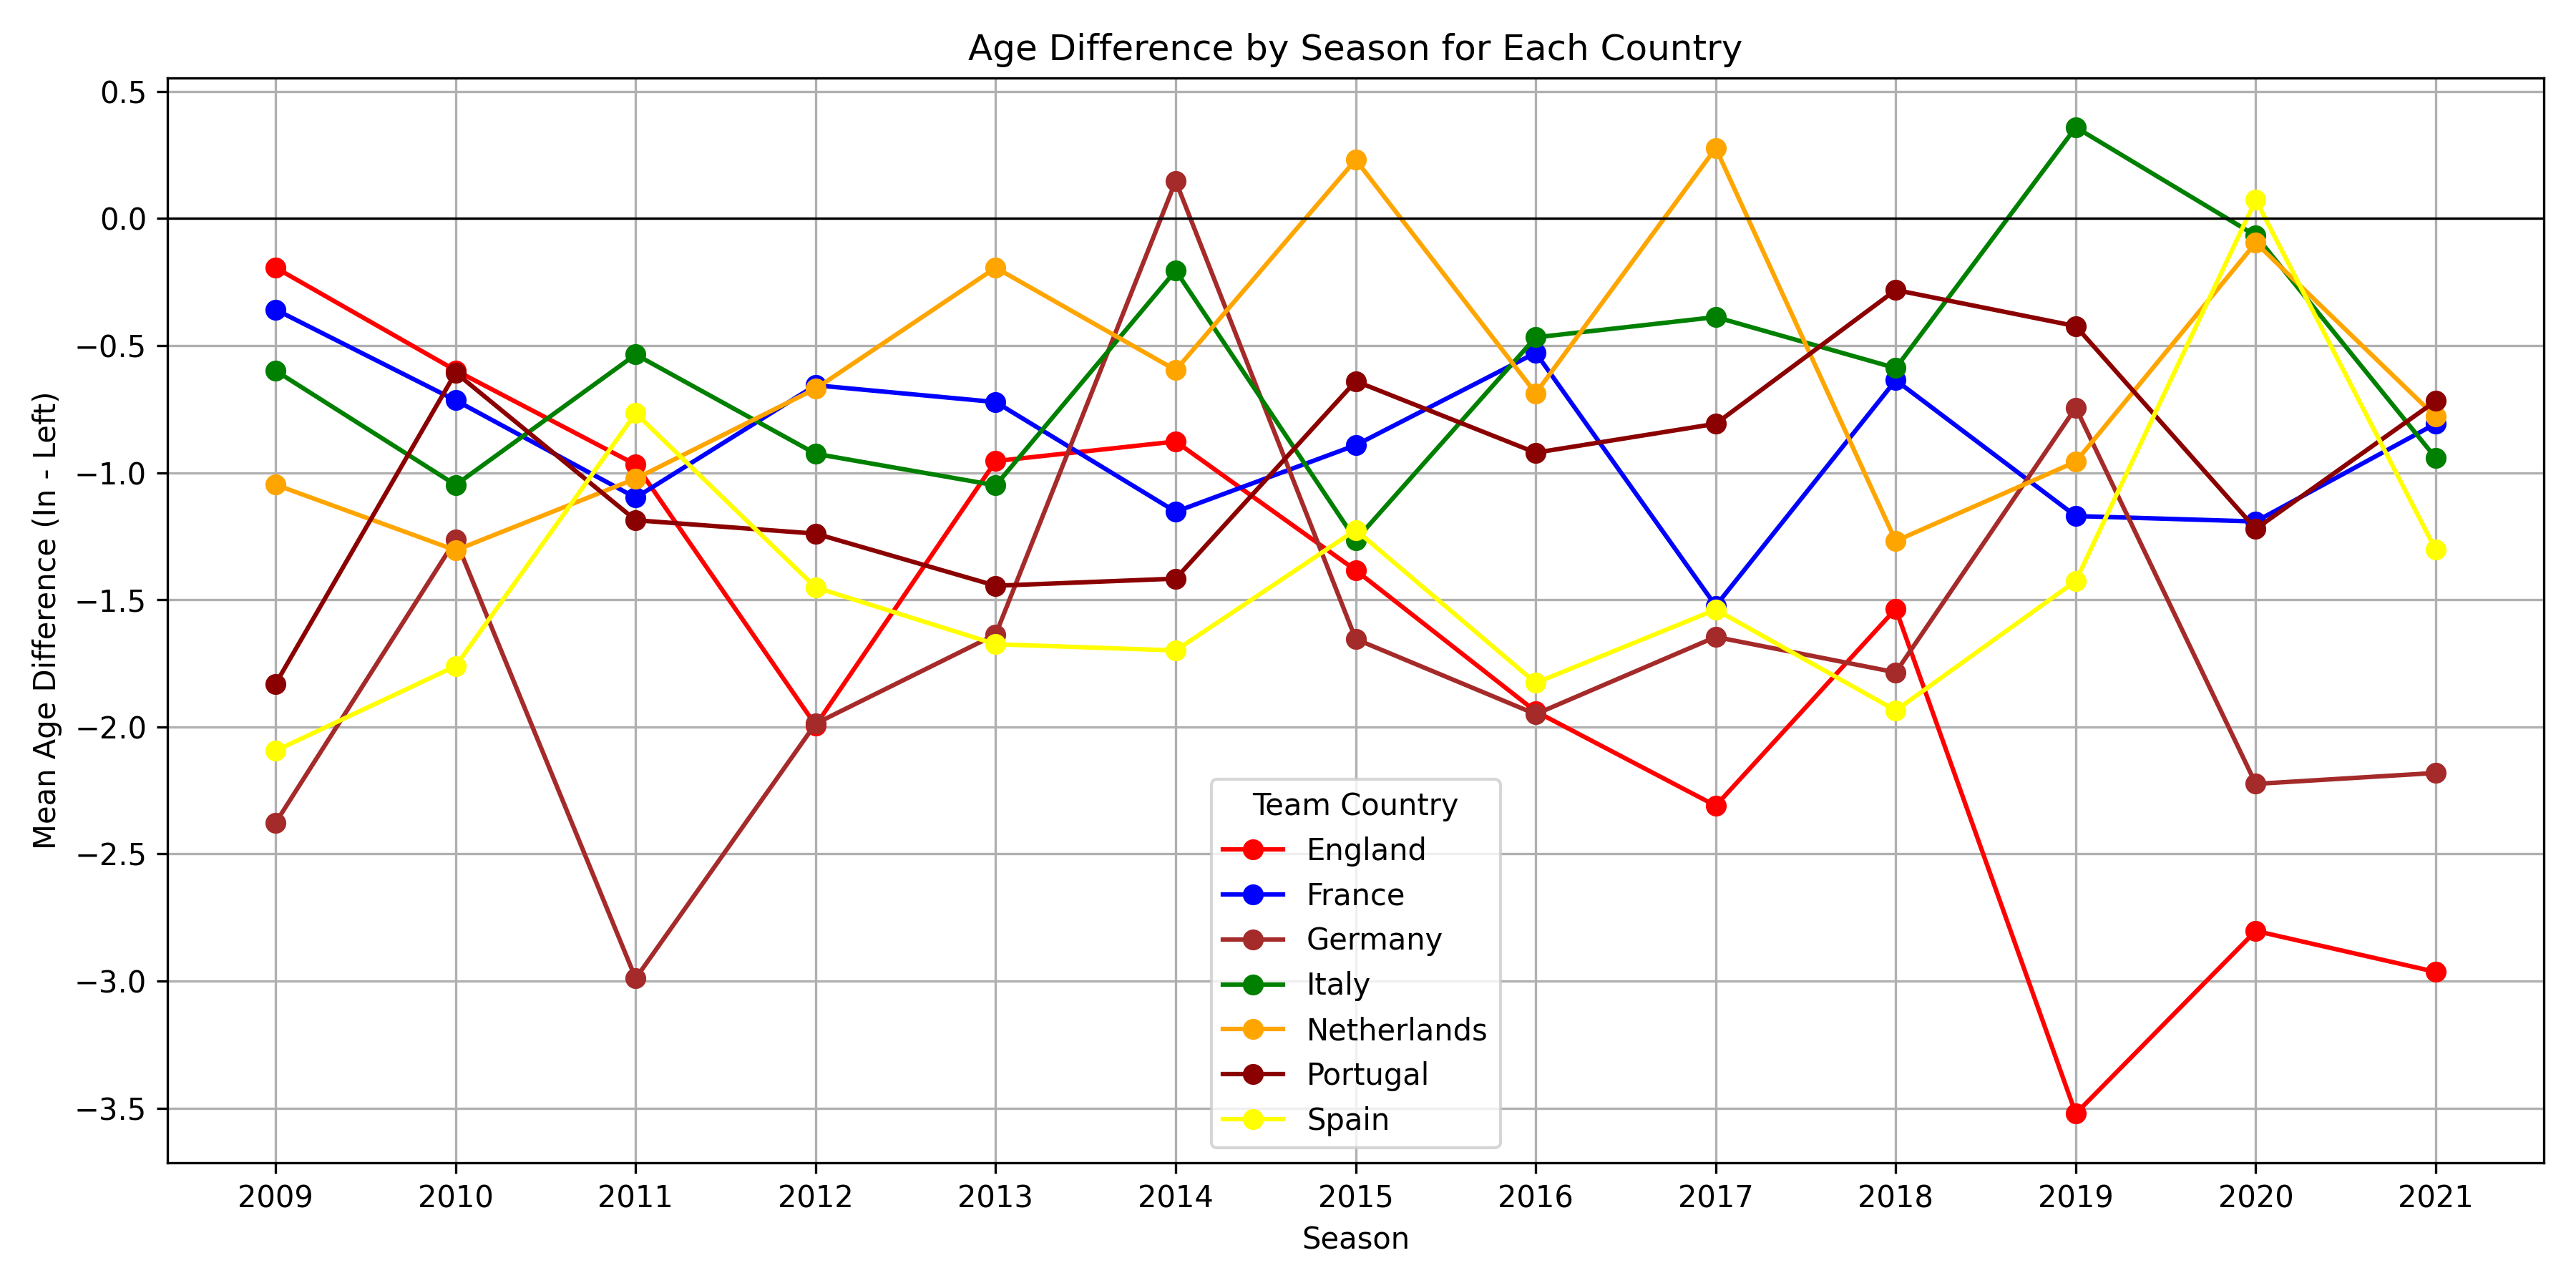 Age Difference by Season for Each Country
Mean Age Difference (In - Left)
0.5
0.0
−0.5
−1.0
−1.5
−2.0
−2.5
−3.0
−3.5
Team Country
England
France
Germany
Italy
Netherlands
Portugal
Spain
2009 2010 2011 2012 2013 2014 2015 2016 2017 2018 2019 2020 2021
Season